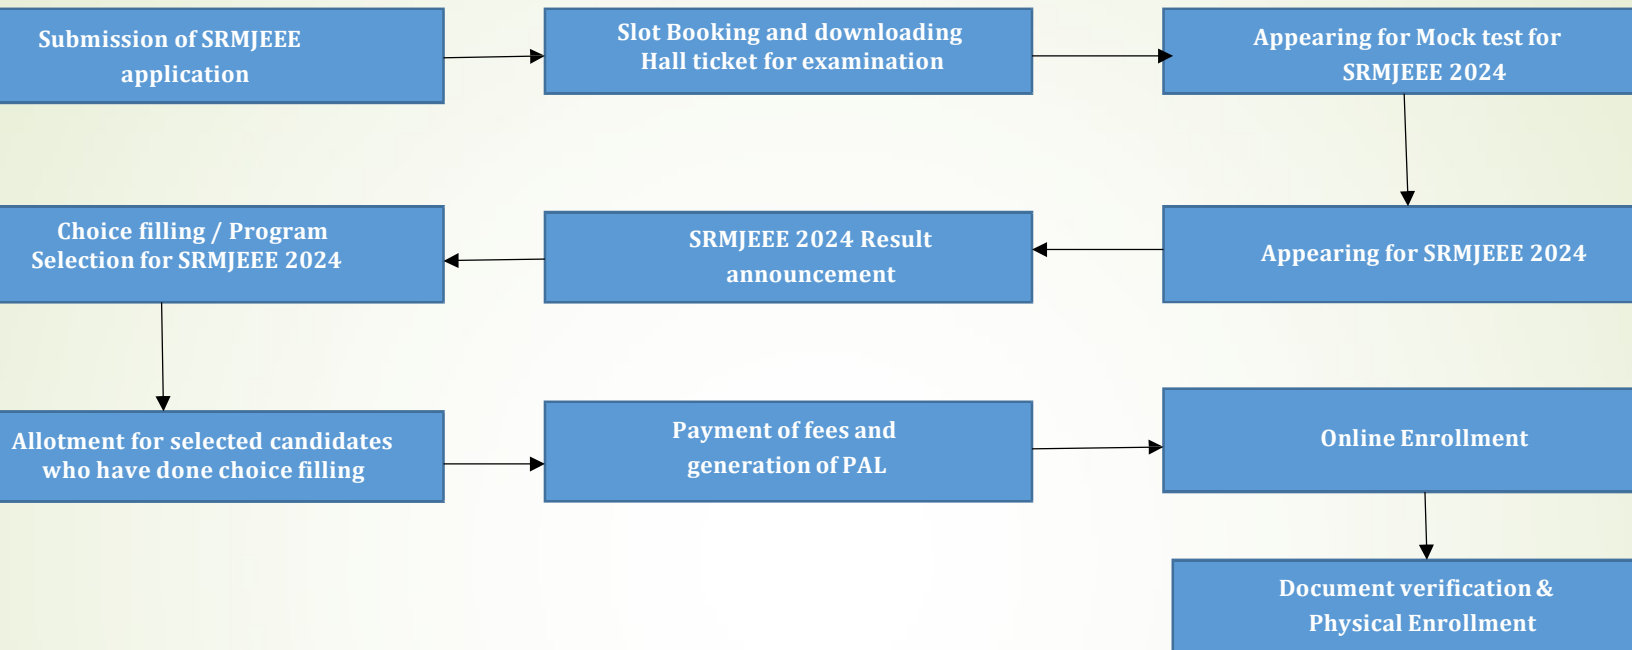 Submission of SRMJEEE
application
Slot Booking and downloading
Hall ticket for examination
Appearing for Mock test for
SRMJEEE 2024
Appearing for SRMJEEE 2024
SRMJEEE 2024 Result
announcement
Choice filling / Program
Selection for SRMJEEE 2024
Allotment for selected candidates
who have done choice filling
Payment of fees and
generation of PAL
Online Enrollment
Document verification &
Physical Enrollment